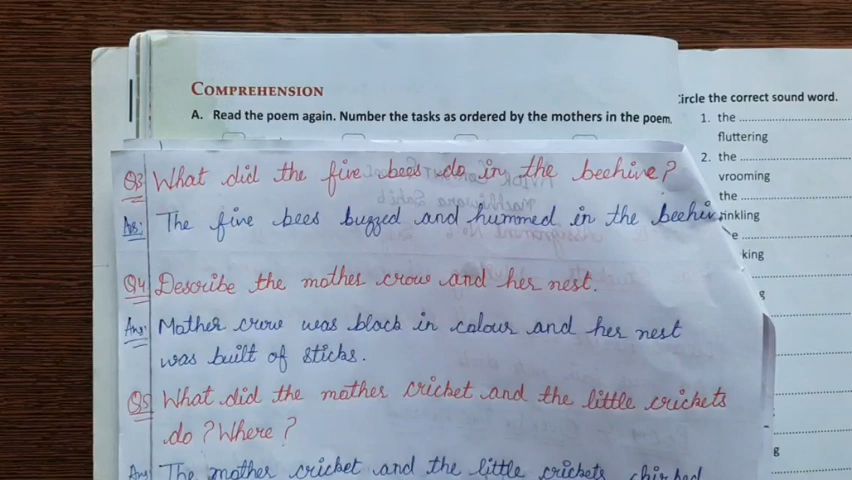 COMPREHENSION
A. Read the poem again. Number the tasks as ordered by the mothers in the poem.
Q3 What did the five bees do in the beehive?
Ans: The five bees buzzed and hummed in the beehiv
Q4 Describe the mother crow and her nest.
Ans: Mother crow was black in colour and her nest
was built of sticks.
Q5 What did the mother cricket and the little crickets
do? Where?
Ans The mother cricket and the little crickets chirped
ircle the correct sound word.
1. the
fluttering
2. the
vrooming
the
inkling
e
king
g
g